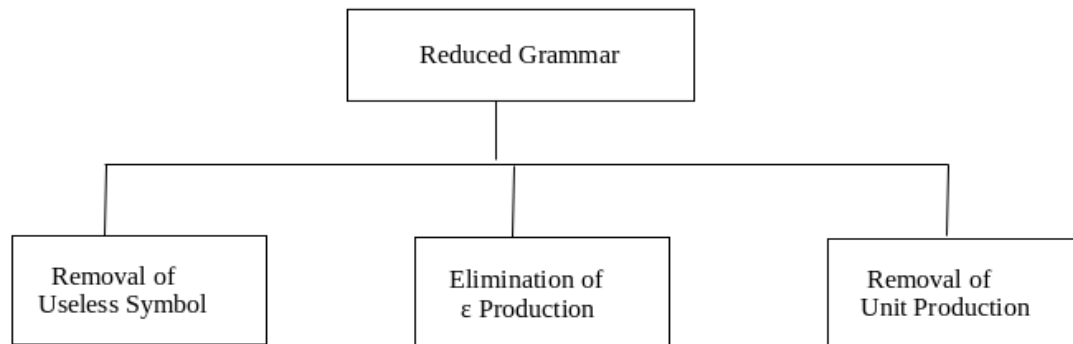 Reduced Grammar
Removal of
Useless Symbol
Elimination of
ε Production
Removal of
Unit Production